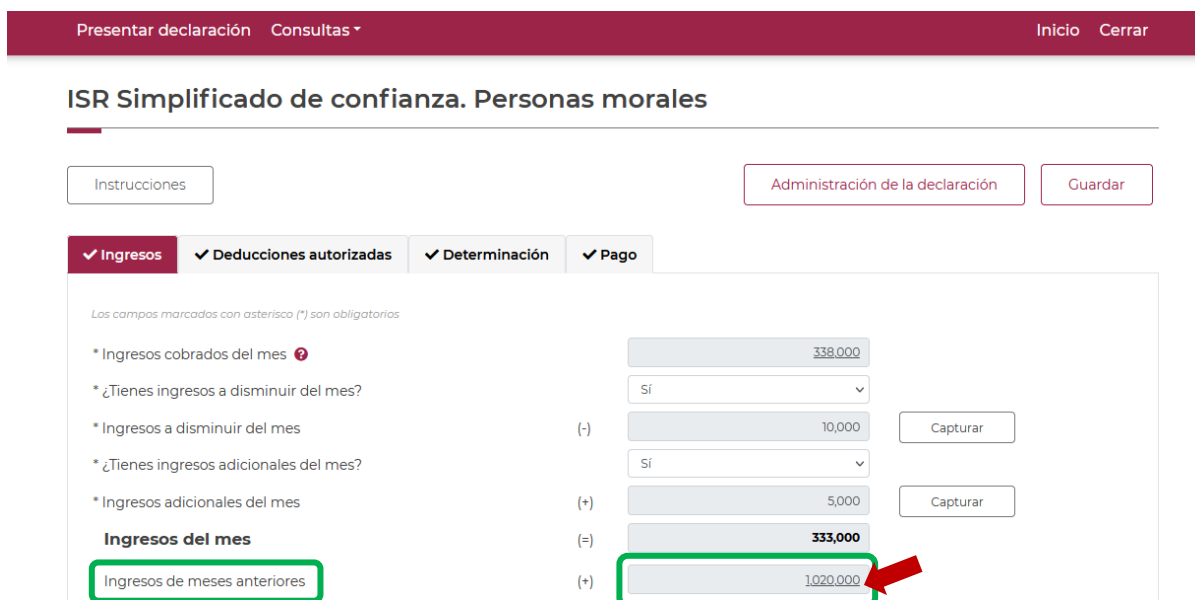 Presentar declaración Consultas Inicio Cerrar
ISR Simplificado de confianza. Personas morales
Instrucciones Administración de la declaración Guardar
Ingresos Deducciones autorizadas Determinación Pago
Los campos marcados con asterisco (*) son obligatorios
* Ingresos cobrados del mes ? 338,000
* ¿Tienes ingresos a disminuir del mes? Sí
* Ingresos a disminuir del mes (-) 10,000 Capturar
* ¿Tienes ingresos adicionales del mes? Sí
* Ingresos adicionales del mes (+) 5,000 Capturar
Ingresos del mes (=) 333,000
Ingresos de meses anteriores (+) 1,020,000